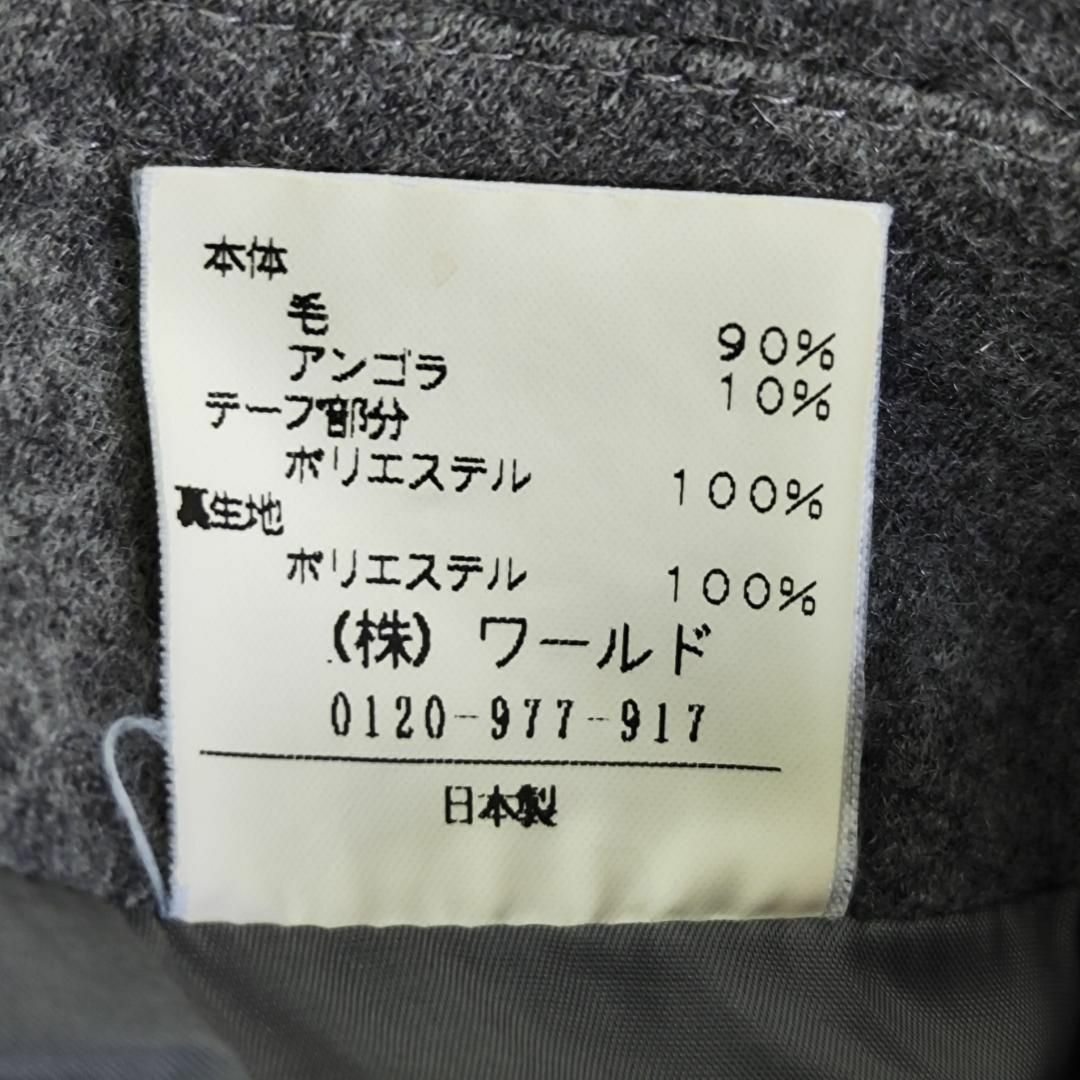 本体
毛 90%
アンゴラ 10%
テープ部分
ポリエステル 100%
裏生地
ポリエステル 100%
(株) ワールド
0120-977-917
日本製